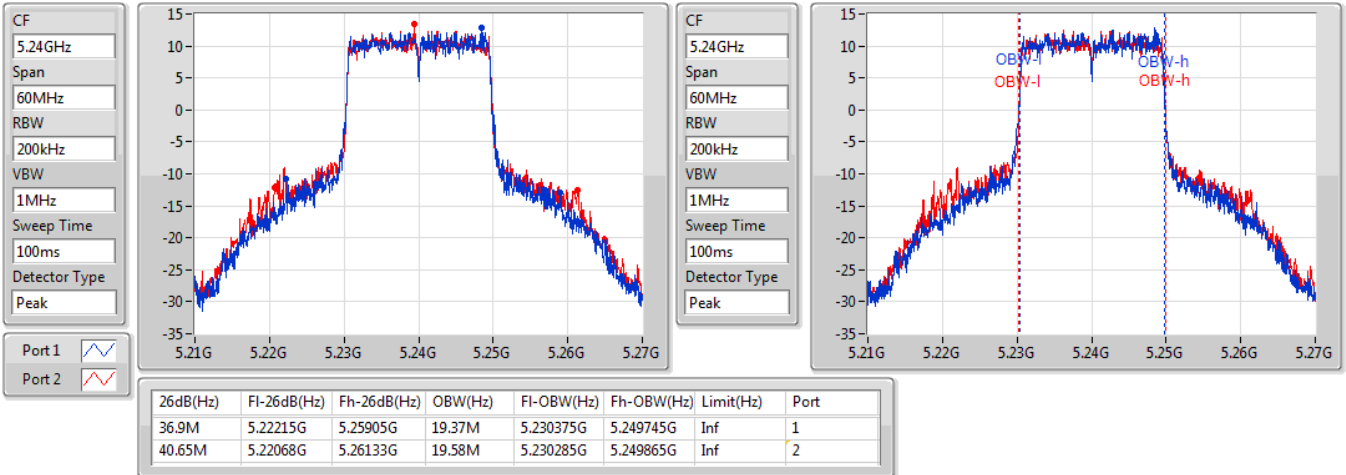 CF
5.24GHz
Span
60MHz
RBW
200kHz
VBW
1MHz
Sweep Time
100ms
Detector Type
Peak
Port 1
Port 2
15
10
5
0
-5
-10
-15
-20
-25
-30
-35
5.21G 5.22G 5.23G 5.24G 5.25G 5.26G 5.27G
CF
5.24GHz
Span
60MHz
RBW
200kHz
VBW
1MHz
Sweep Time
100ms
Detector Type
Peak
15
10
5
0
-5
-10
-15
-20
-25
-30
-35
OBW-l OBW-h
OBW-l OBW-h
5.21G 5.22G 5.23G 5.24G 5.25G 5.26G 5.27G
26dB(Hz) Fl-26dB(Hz) Fh-26dB(Hz) OBW(Hz) Fl-OBW(Hz) Fh-OBW(Hz) Limit(Hz) Port
36.9M 5.22215G 5.25905G 19.37M 5.230375G 5.249745G Inf 1
40.65M 5.22068G 5.26133G 19.58M 5.230285G 5.249865G Inf 2